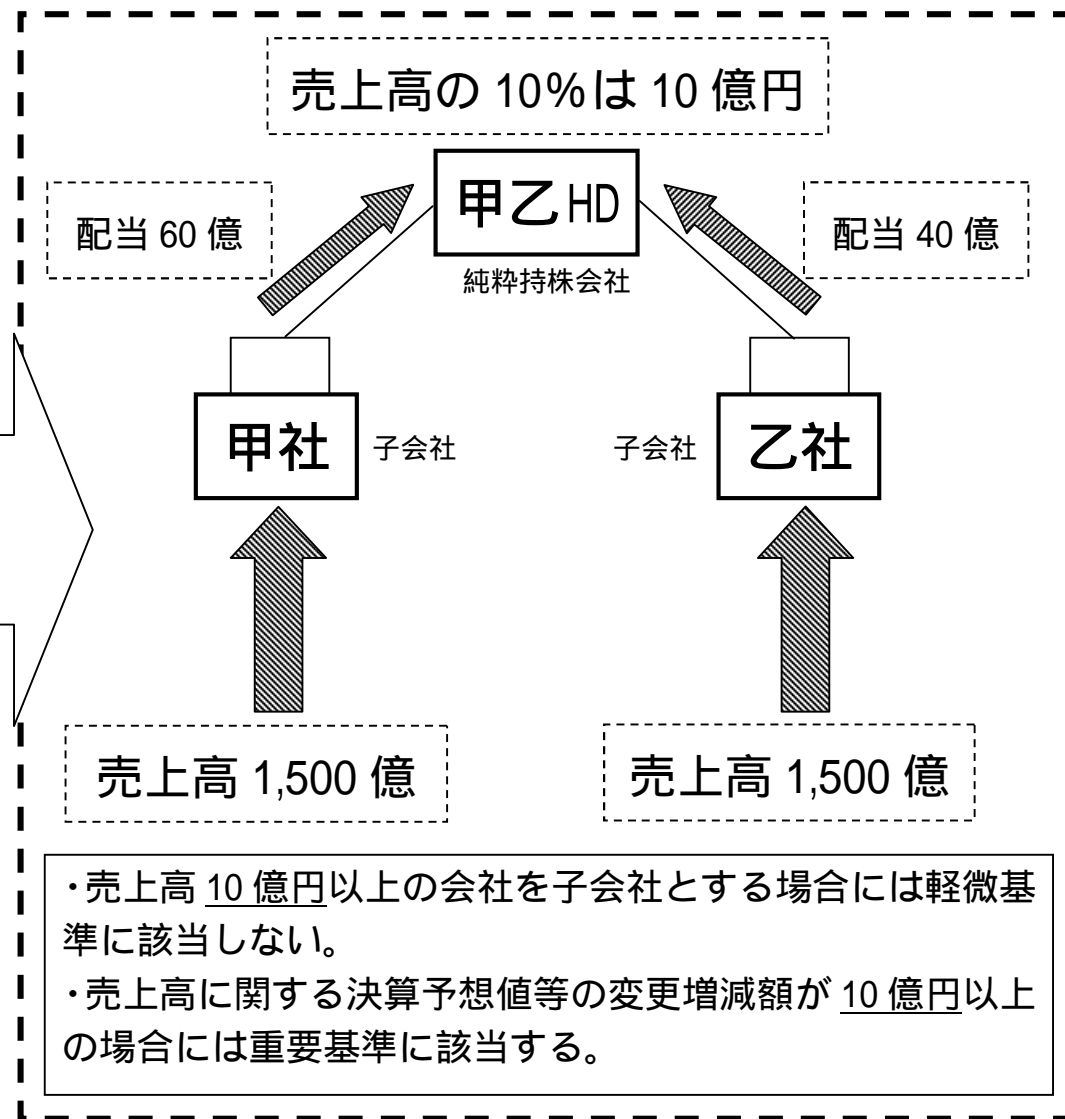 売上高の 10％は 10 億円
甲乙 HD
配当 60 億
配当 40 億
純粋持株会社
甲社
子会社
子会社
乙社
売上高 1,500 億
売上高 1,500 億
・売上高 10 億円以上の会社を子会社とする場合には軽微基
準に該当しない。
・売上高に関する決算予想値等の変更増減額が 10 億円以上
の場合には重要基準に該当する。